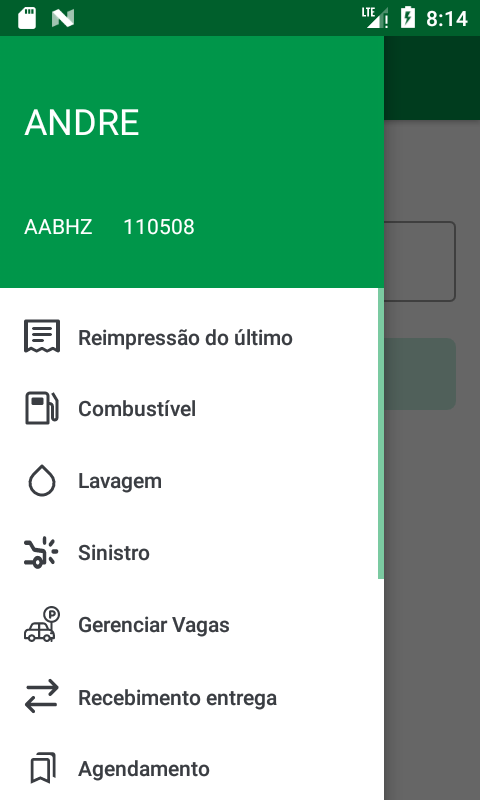 LTE 8:14
ANDRE
AABHZ 110508
Reimpressão do último
Combustível
Lavagem
Sinistro
P
Gerenciar Vagas
Recebimento entrega
Agendamento